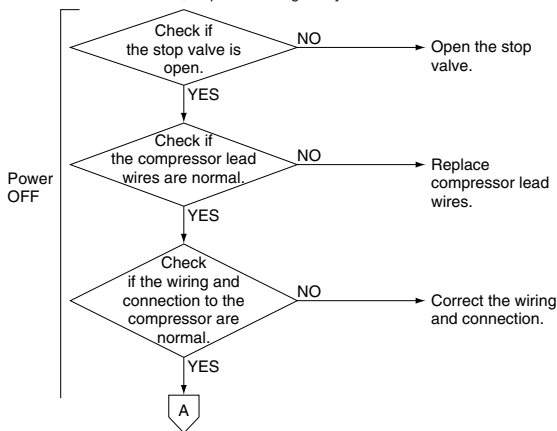 Check if
the stop valve is
open.
NO
Open the stop
valve.
YES
Check if
the compressor lead
wires are normal.
NO
Replace
compressor lead
wires.
Power
OFF
YES
Check
if the wiring and
connection to the
compressor are
normal.
NO
Correct the wiring
and connection.
YES
A